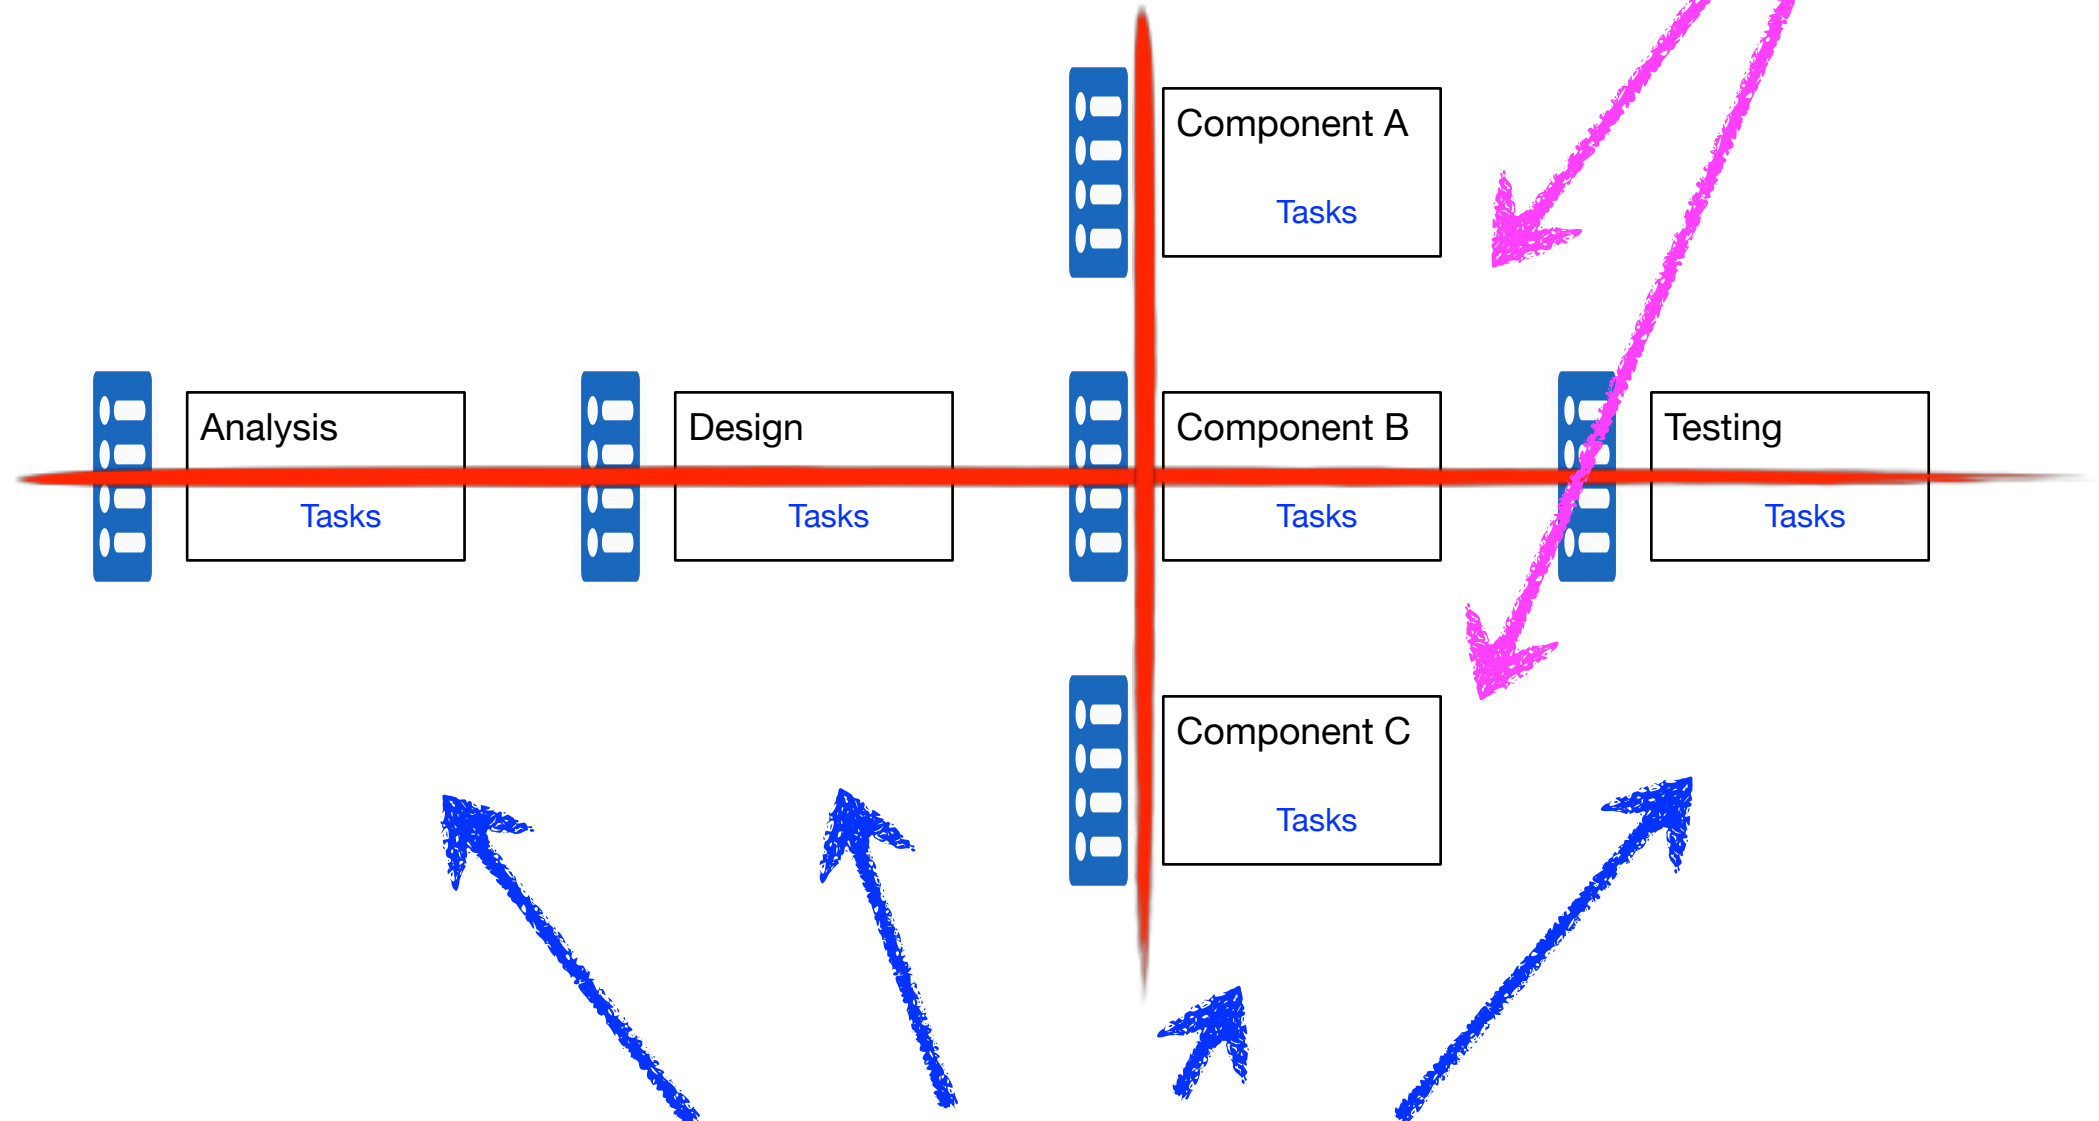 Component A
Tasks
Analysis
Tasks
Design
Tasks
Component B
Tasks
Testing
Tasks
Component C
Tasks